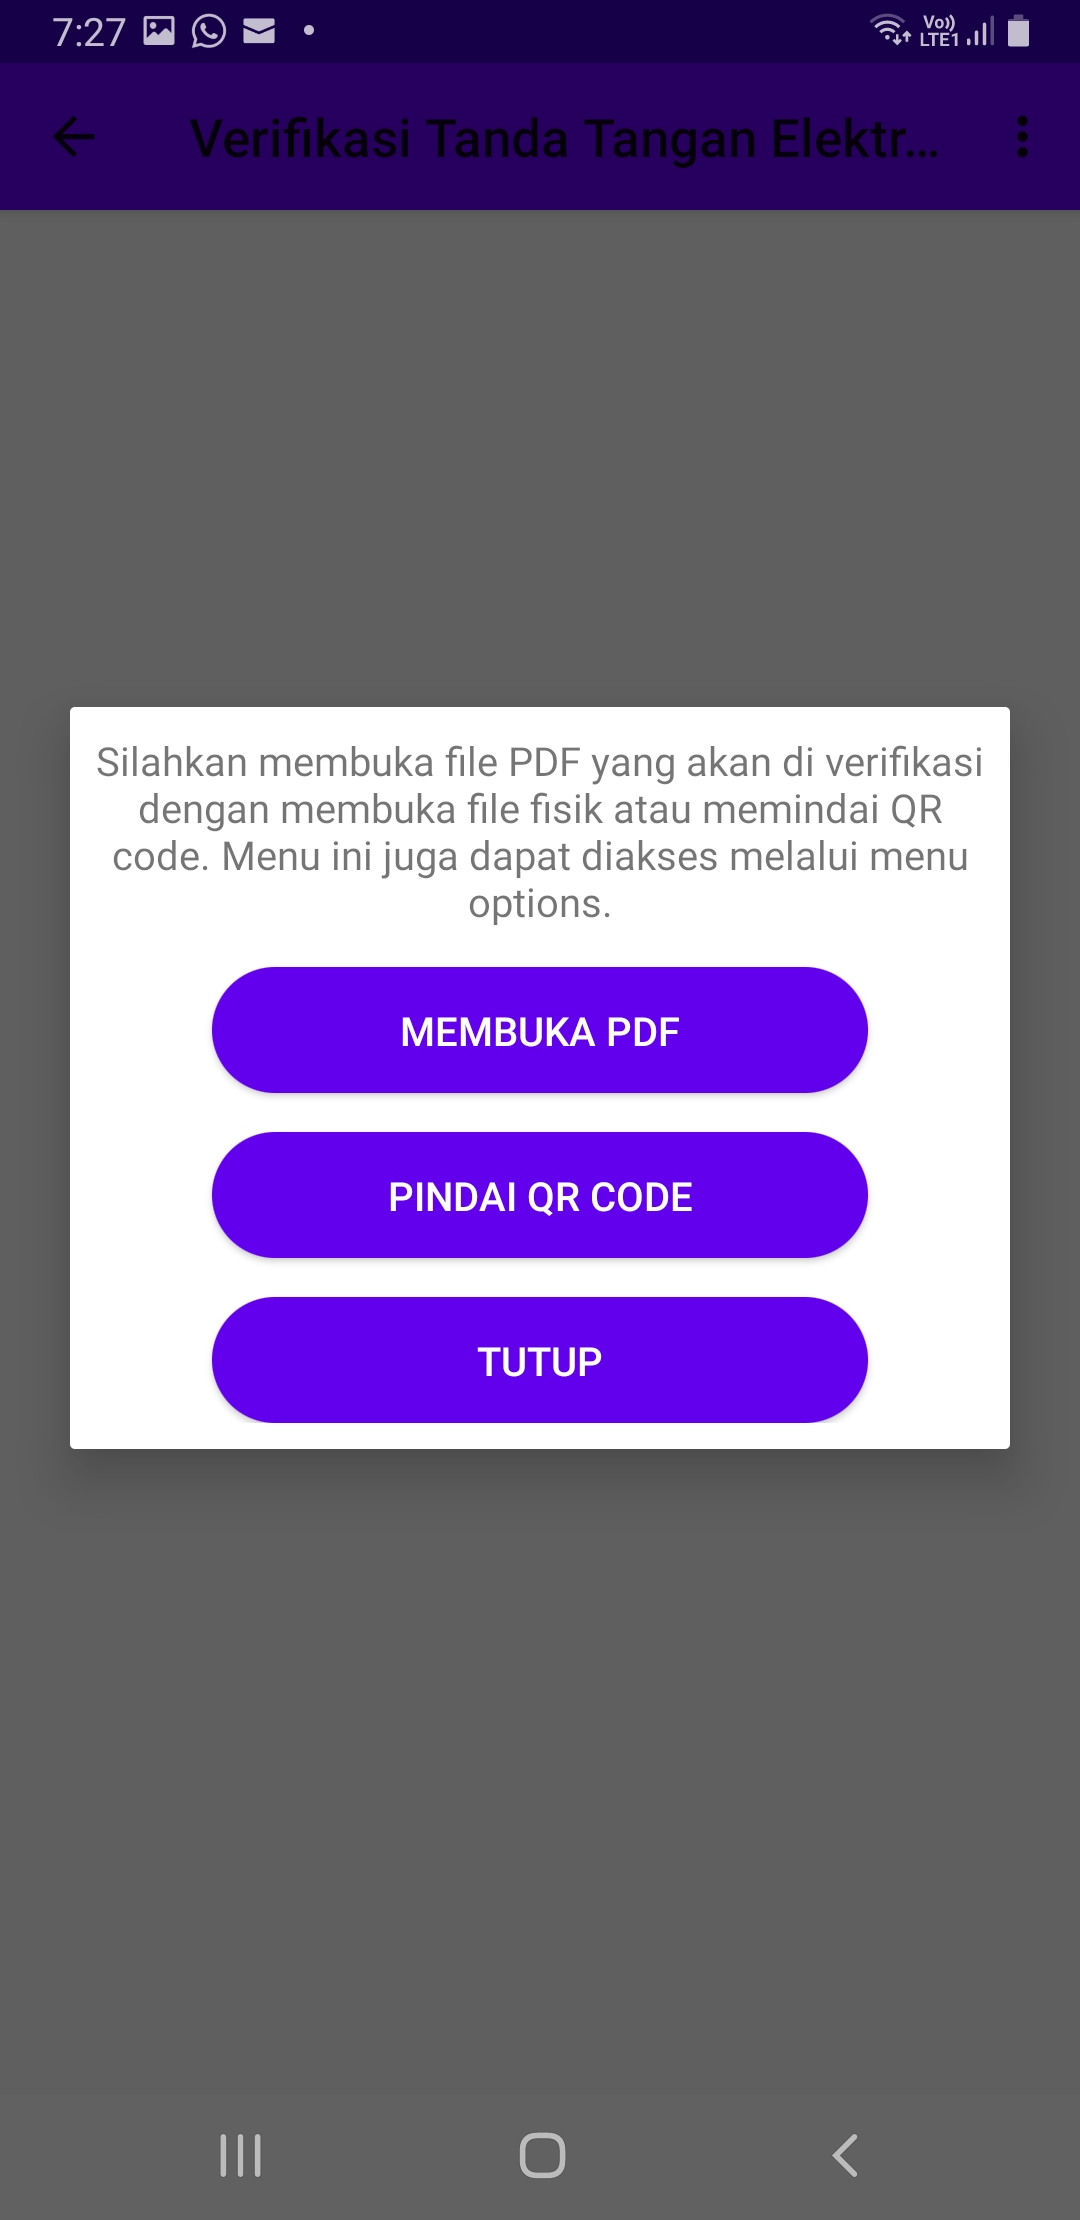 7:27
Vo))
LTE1
Verifikasi Tanda Tangan Elektr...
Silahkan membuka file PDF yang akan di verifikasi
dengan membuka file fisik atau memindai QR
code. Menu ini juga dapat diakses melalui menu
options.
MEMBUKA PDF
PINDAI QR CODE
TUTUP